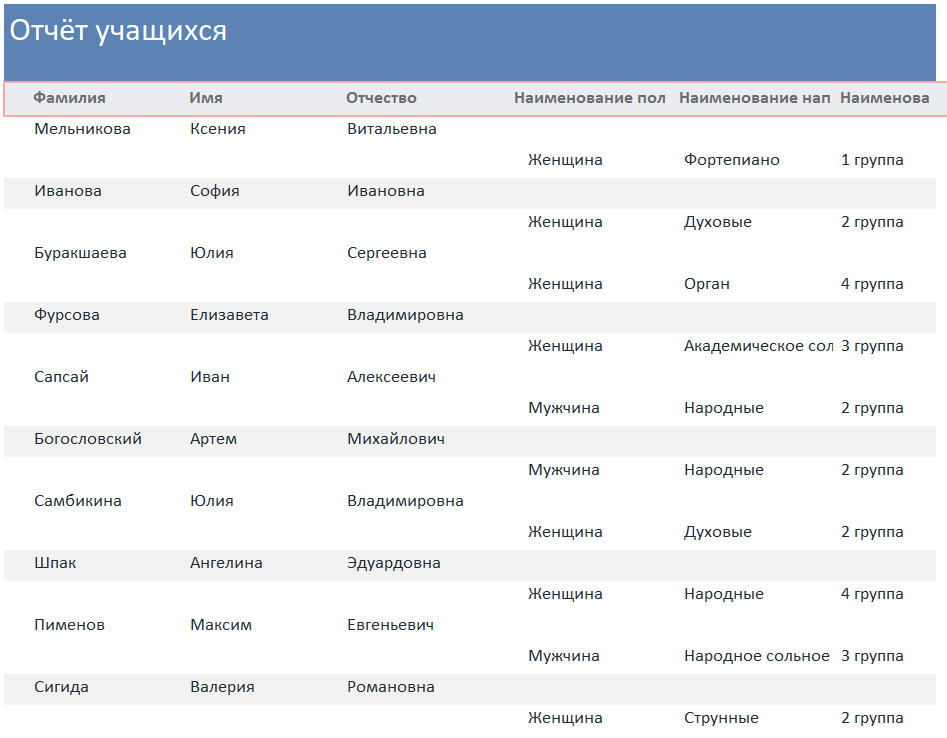 Отчёт учащихся
Фамилия Имя Отчество Наименование пол Наименование нап Наименова
Мельникова Ксения Витальевна
Женщина Фортепиано 1 группа
Иванова София Ивановна
Женщина Духовые 2 группа
Буракшаева Юлия Сергеевна
Женщина Орган 4 группа
Фурсова Елизавета Владимировна
Женщина Академическое сол 3 группа
Сапсай Иван Алексеевич
Мужчина Народные 2 группа
Богословский Артем Михайлович
Мужчина Народные 2 группа
Самбикина Юлия Владимировна
Женщина Духовые 2 группа
Шпак Ангелина Эдуардовна
Женщина Народные 4 группа
Пименов Максим Евгеньевич
Мужчина Народное сольное 3 группа
Сигида Валерия Романовна
Женщина Струнные 2 группа